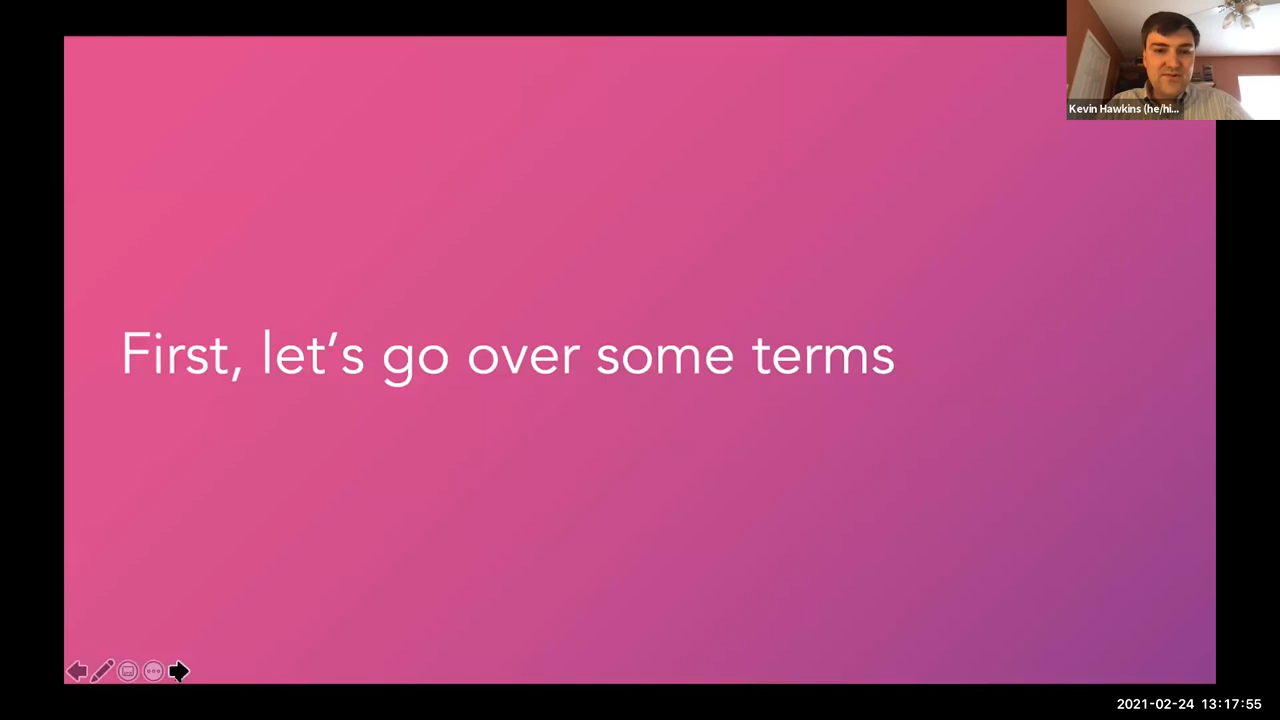 Kevin Hawkins (he/hi...
First, let’s go over some terms
2021-02-24 13:17:55